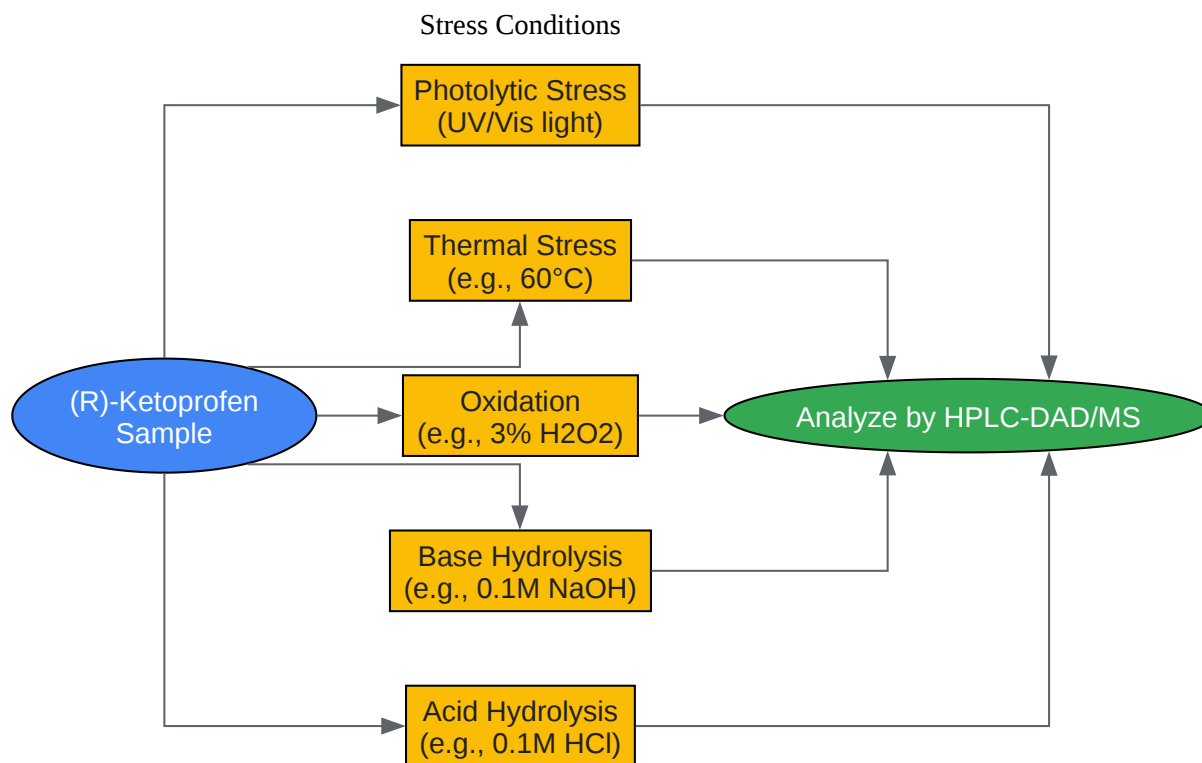 Stress Conditions
Photolytic Stress
(UV/Vis light)
Thermal Stress
(e.g., 60°C)
(R)-Ketoprofen
Sample
Oxidation
(e.g., 3% H2O2)
Analyze by HPLC-DAD/MS
Base Hydrolysis
(e.g., 0.1M NaOH)
Acid Hydrolysis
(e.g., 0.1M HCl)